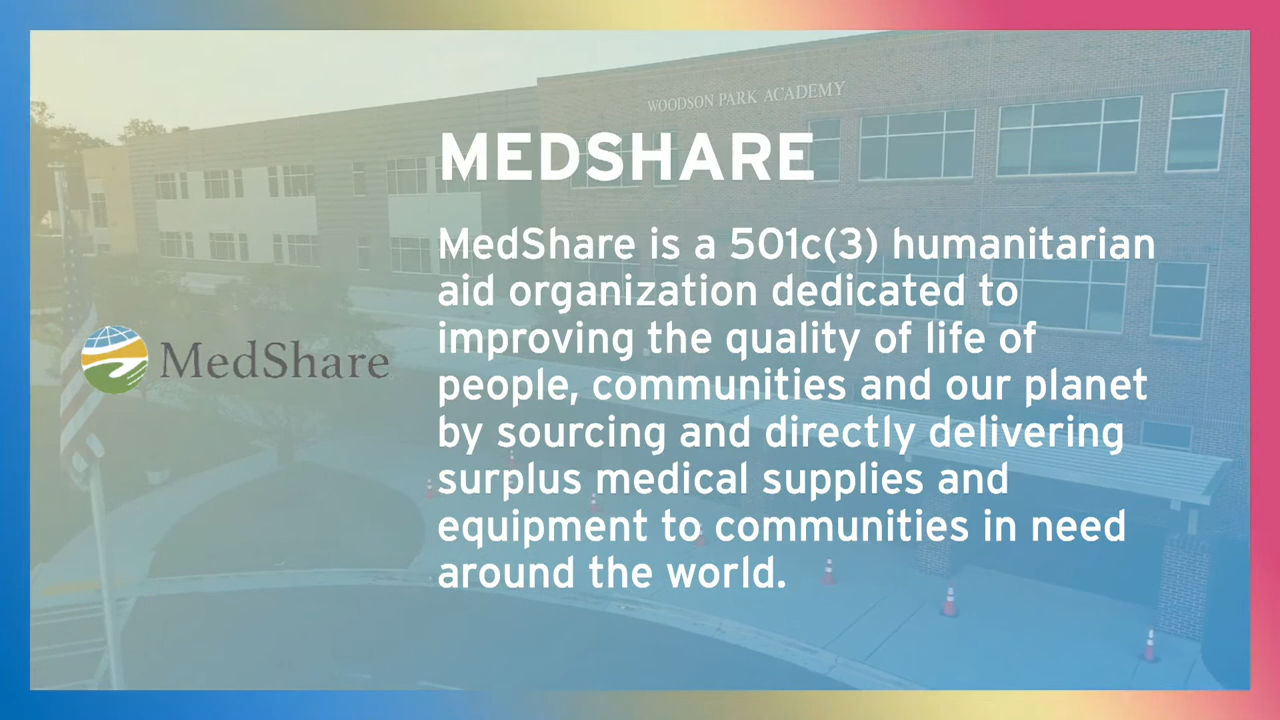 WOODSON PARK ACADEMY
MEDSHARE
MedShare is a 501c(3) humanitarian
aid organization dedicated to
improving the quality of life of
people, communities and our planet
by sourcing and directly delivering
surplus medical supplies and
equipment to communities in need
around the world.
MedShare